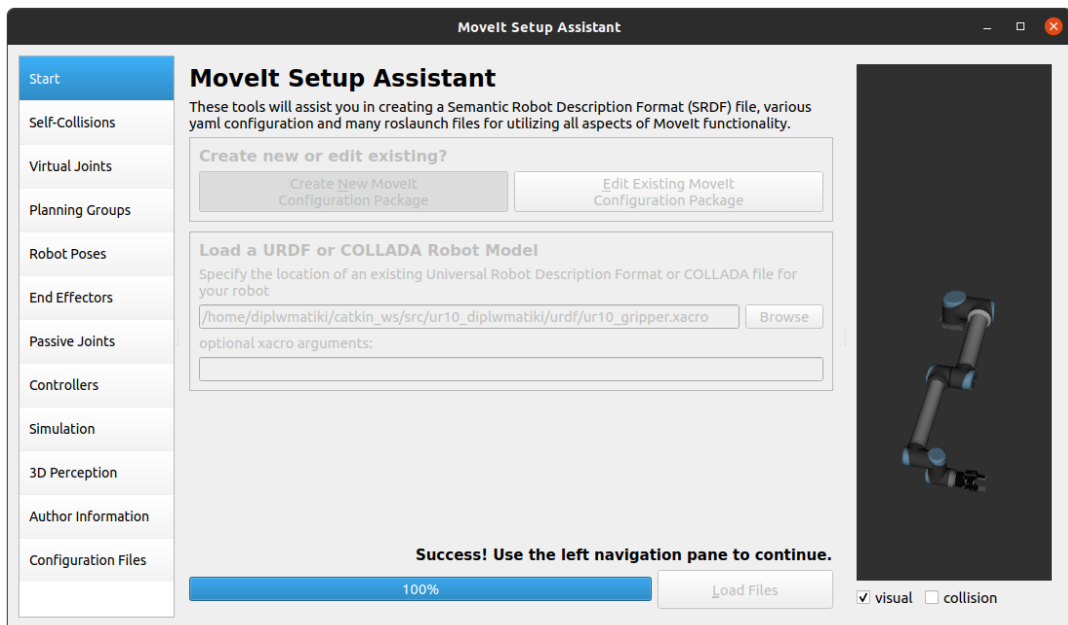 MoveIt Setup Assistant
Start
Self-Collisions
Virtual Joints
Planning Groups
Robot Poses
End Effectors
Passive Joints
Controllers
Simulation
3D Perception
Author Information
Configuration Files
MoveIt Setup Assistant
These tools will assist you in creating a Semantic Robot Description Format (SRDF) file, various
yaml configuration and many roslaunch files for utilizing all aspects of MoveIt functionality.
Create new or edit existing?
Create New MoveIt
Configuration Package
Edit Existing MoveIt
Configuration Package
Load a URDF or COLLADA Robot Model
Specify the location of an existing Universal Robot Description Format or COLLADA file for
your robot
/home/diplwmatiki/catkin_ws/src/ur10_diplwmatiki/urdf/ur10_gripper.xacro
Browse
optional xacro arguments:
Success! Use the left navigation pane to continue.
100%
Load Files
visual
collision